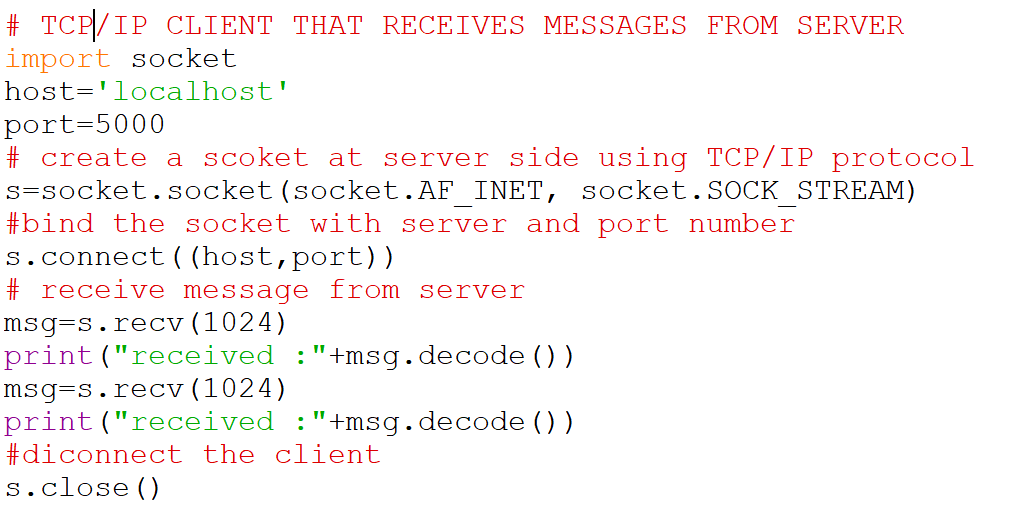 # TCP/IP CLIENT THAT RECEIVES MESSAGES FROM SERVER
import socket
host='localhost'
port=5000
# create a scoket at server side using TCP/IP protocol
s=socket.socket(socket.AF_INET, socket.SOCK_STREAM)
#bind the socket with server and port number
s.connect((host,port))
# receive message from server
msg=s.recv(1024)
print("received :"+msg.decode())
msg=s.recv(1024)
print("received :"+msg.decode())
#diconnect the client
s.close()